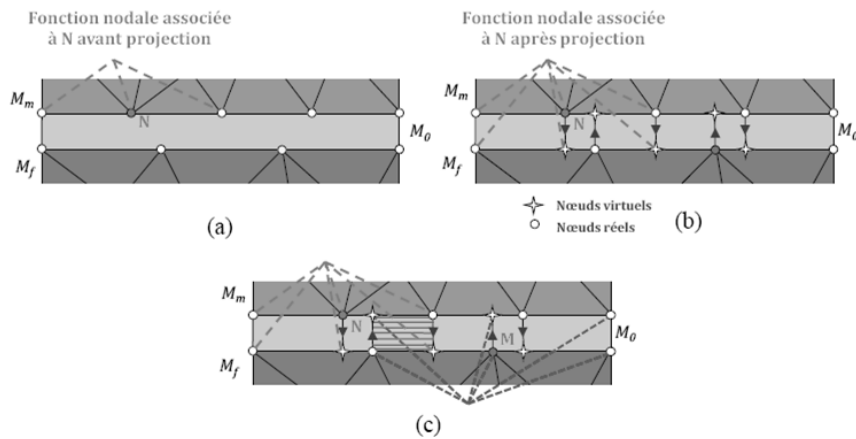 Fonction nodale associée
à N avant projection
Fonction nodale associée
à N après projection
M_m
N
M_0
M_f
(a)
M_m
N
M_0
M_f
Nœuds virtuels
Nœuds réels
(b)
M_m
N
M
M_0
M_f
(c)